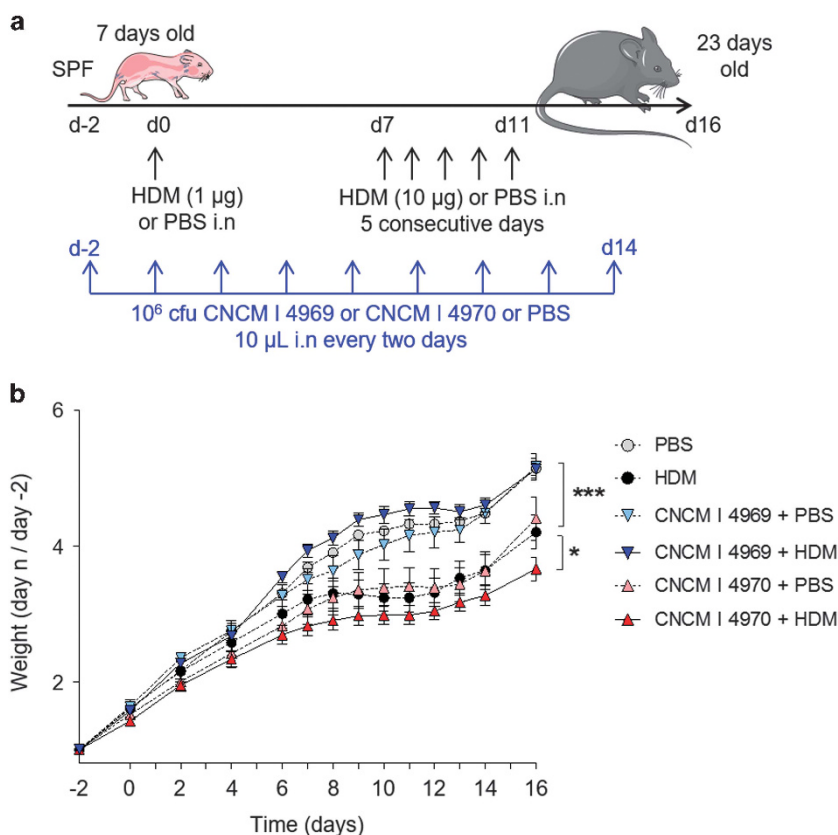 a
7 days old
SPF
23 days
old
d-2 d0 d7 d11 d16
HDM (1 µg)
or PBS i.n
HDM (10 µg) or PBS i.n
5 consecutive days
d-2 d14
10⁶ cfu CNCM I 4969 or CNCM I 4970 or PBS
10 µL i.n every two days
b
Weight (day n / day -2)
6
4
2
-2 0 2 4 6 8 10 12 14 16
Time (days)
PBS
HDM
CNCM I 4969 + PBS
CNCM I 4969 + HDM
CNCM I 4970 + PBS
CNCM I 4970 + HDM
***
*